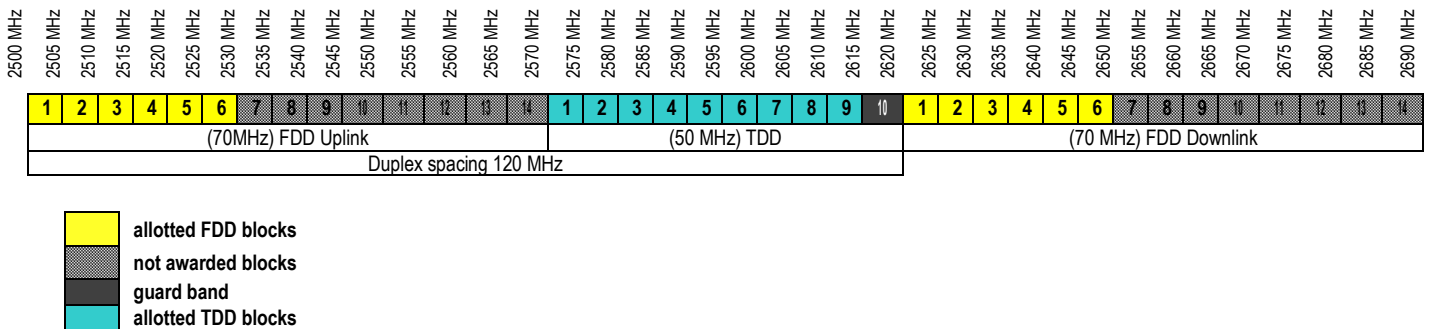 2500 MHz 2505 MHz 2510 MHz 2515 MHz 2520 MHz 2525 MHz 2530 MHz 2535 MHz 2540 MHz 2545 MHz 2550 MHz 2555 MHz 2560 MHz 2565 MHz 2570 MHz 2575 MHz 2580 MHz 2585 MHz 2590 MHz 2595 MHz 2600 MHz 2605 MHz 2610 MHz 2615 MHz 2620 MHz 2625 MHz 2630 MHz 2635 MHz 2640 MHz 2645 MHz 2650 MHz 2655 MHz 2660 MHz 2665 MHz 2670 MHz 2675 MHz 2680 MHz 2685 MHz 2690 MHz
1 2 3 4 5 6 7 8 9 10 11 12 13 14 1 2 3 4 5 6 7 8 9 10 1 2 3 4 5 6 7 8 9 10 11 12 13 14
(70MHz) FDD Uplink (50 MHz) TDD (70 MHz) FDD Downlink
Duplex spacing 120 MHz
allotted FDD blocks
not awarded blocks
guard band
allotted TDD blocks